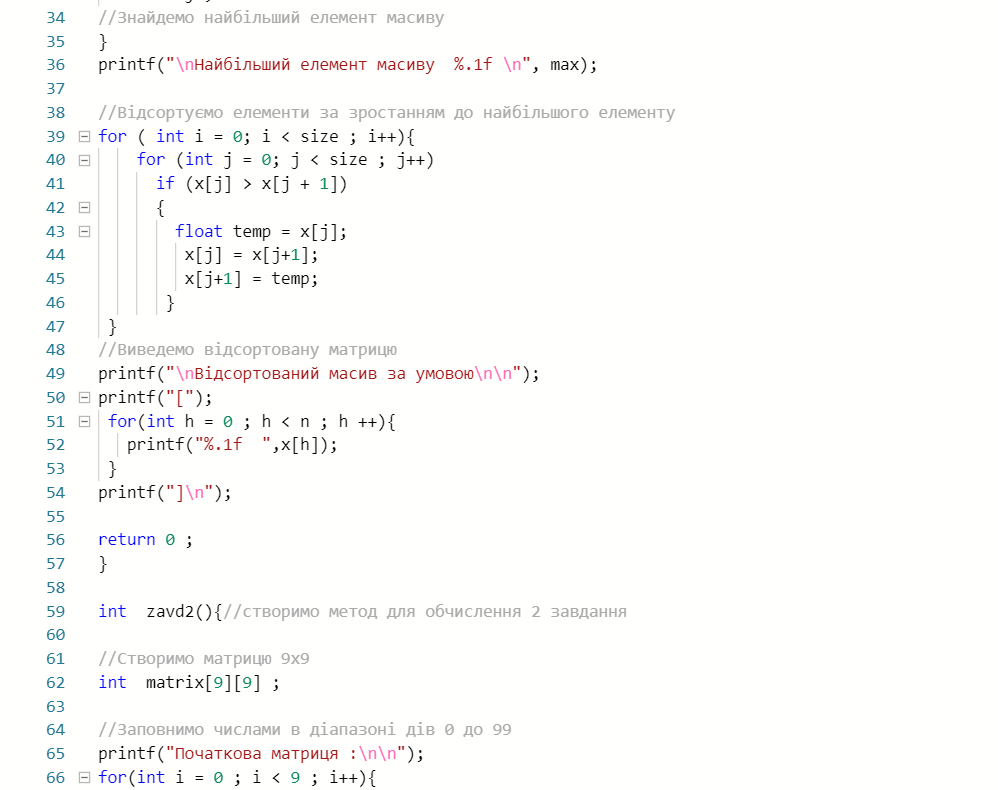 34 //Знайдемо найбільший елемент масиву
35 }
36 printf("\nНайбільший елемент масиву  %.1f \n", max);
37
38 //Відсортуємо елементи за зростанням до найбільшого елементу
39 for ( int i = 0; i < size ; i++){
40 for (int j = 0; j < size ; j++)
41 if (x[j] > x[j + 1])
42 {
43 float temp = x[j];
44 x[j] = x[j+1];
45 x[j+1] = temp;
46 }
47 }
48 //Виведемо відсортовану матрицю
49 printf("\nВідсортований масив за умовою\n\n");
50 printf("[");
51 for(int h = 0 ; h < n ; h ++){
52 printf("%.1f  ",x[h]);
53 }
54 printf("]\n");
55
56 return 0 ;
57 }
58
59 int  zavd2(){//створимо метод для обчислення 2 завдання
60
61 //Створимо матрицю 9x9
62 int  matrix[9][9] ;
63
64 //Заповнимо числами в діапазоні дів 0 до 99
65 printf("Початкова матриця :\n\n");
66 for(int i = 0 ; i < 9 ; i++){